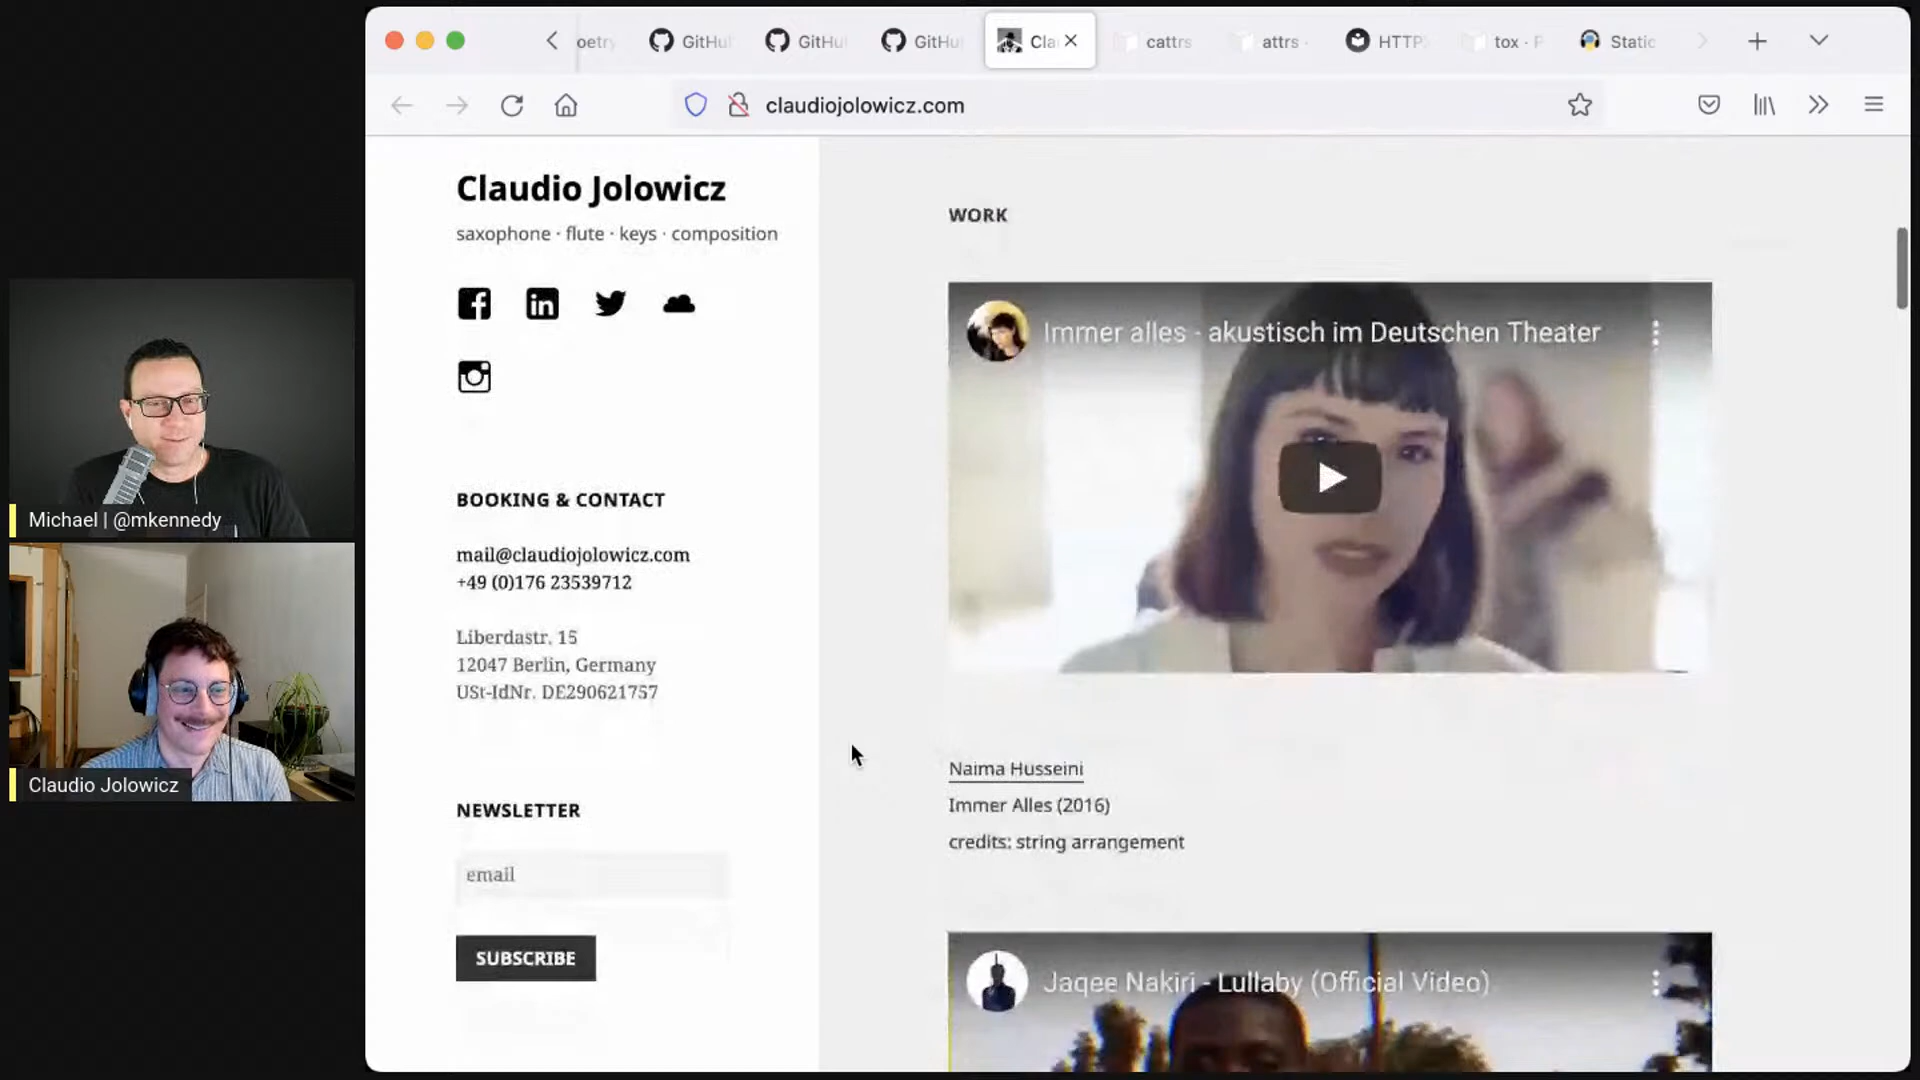 oetry
GitHu
GitHu
GitHu
Cla
cattrs
attrs ·
HTTP
tox · P
Static
claudiojolowicz.com
Claudio Jolowicz
saxophone · flute · keys · composition
BOOKING & CONTACT
mail@claudiojolowicz.com
+49 (0)176 23539712
Liberdastr. 15
12047 Berlin, Germany
USt-IdNr. DE290621757
NEWSLETTER
email
SUBSCRIBE
WORK
Immer alles - akustisch im Deutschen Theater
Naima Husseini
Immer Alles (2016)
credits: string arrangement
Jaqee Nakiri - Lullaby (Official Video)
Michael | @mkennedy
Claudio Jolowicz